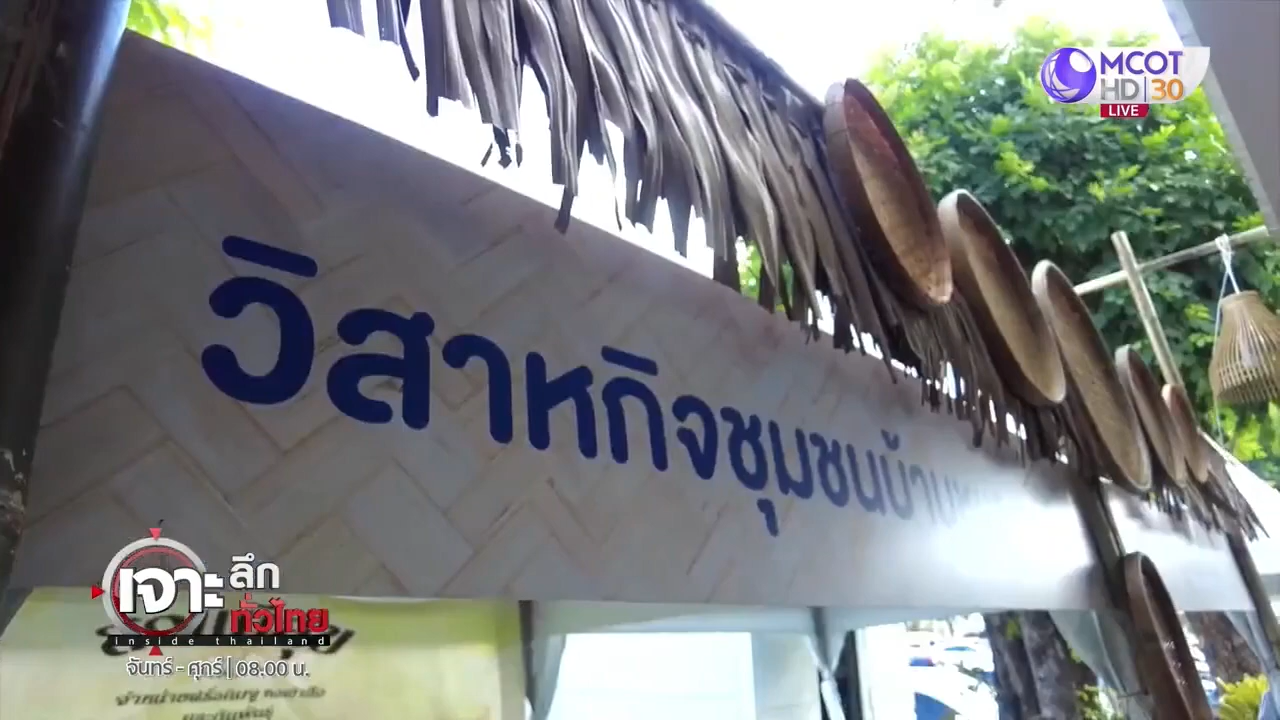 MCOT
HD 30
LIVE
วิสาหกิจชุมชนบ้าน
เจาะ ลึก
ทั่วไทย
inside thailand
จันทร์ - ศุกร์ | 08.00 น.